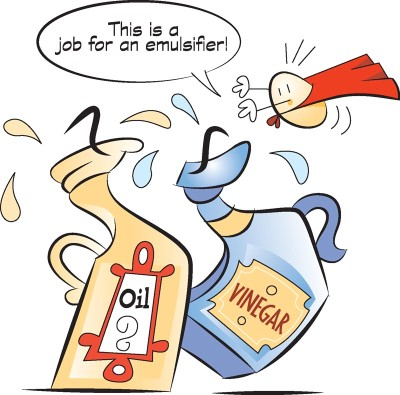 This is a
job for an emulsifier!
Oil
VINEGAR